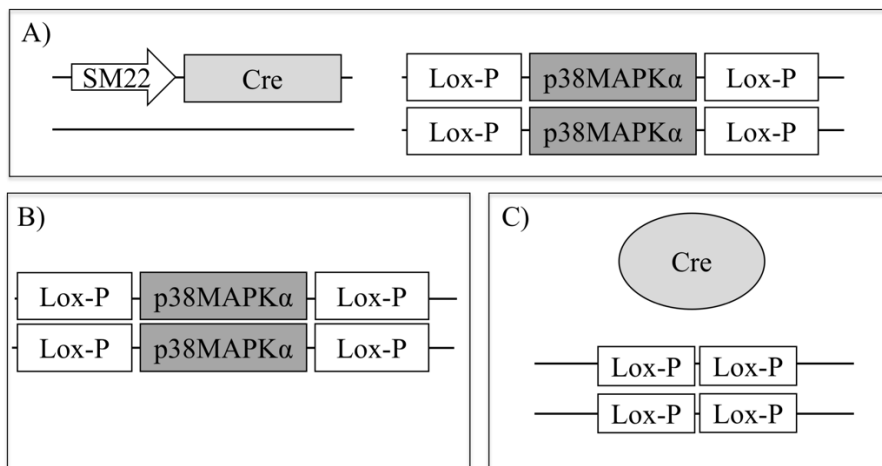 A)
SM22 Cre Lox-P p38MAPKα Lox-P
Lox-P p38MAPKα Lox-P
B)
Lox-P p38MAPKα Lox-P
Lox-P p38MAPKα Lox-P
C)
Cre
Lox-P Lox-P
Lox-P Lox-P